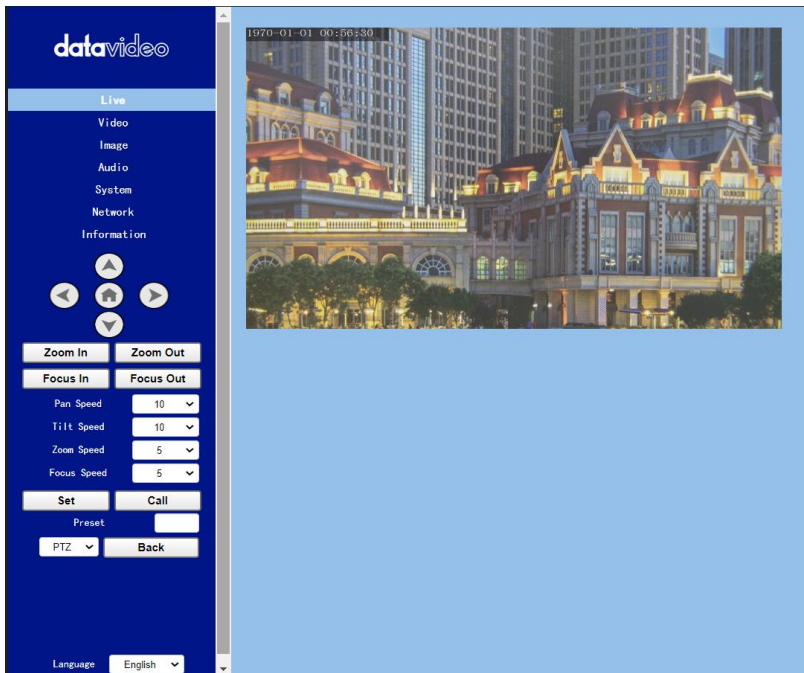 datavideo
Live
Video
Image
Audio
System
Network
Information
Zoom In Zoom Out
Focus In Focus Out
Pan Speed 10
Tilt Speed 10
Zoom Speed 5
Focus Speed 5
Set Call
Preset
PTZ Back
Language English
1970-01-01 00:56:30